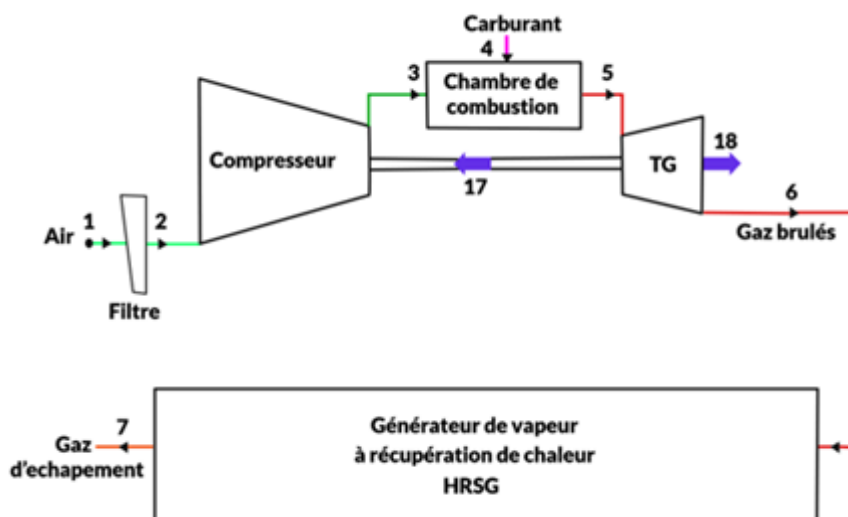 Carburant
4
3
Chambre de
combustion
5
Compresseur
17
TG
18
6
Gaz brulés
Air
1
2
Filtre
7
Gaz
d'echapement
Générateur de vapeur
à récupération de chaleur
HRSG